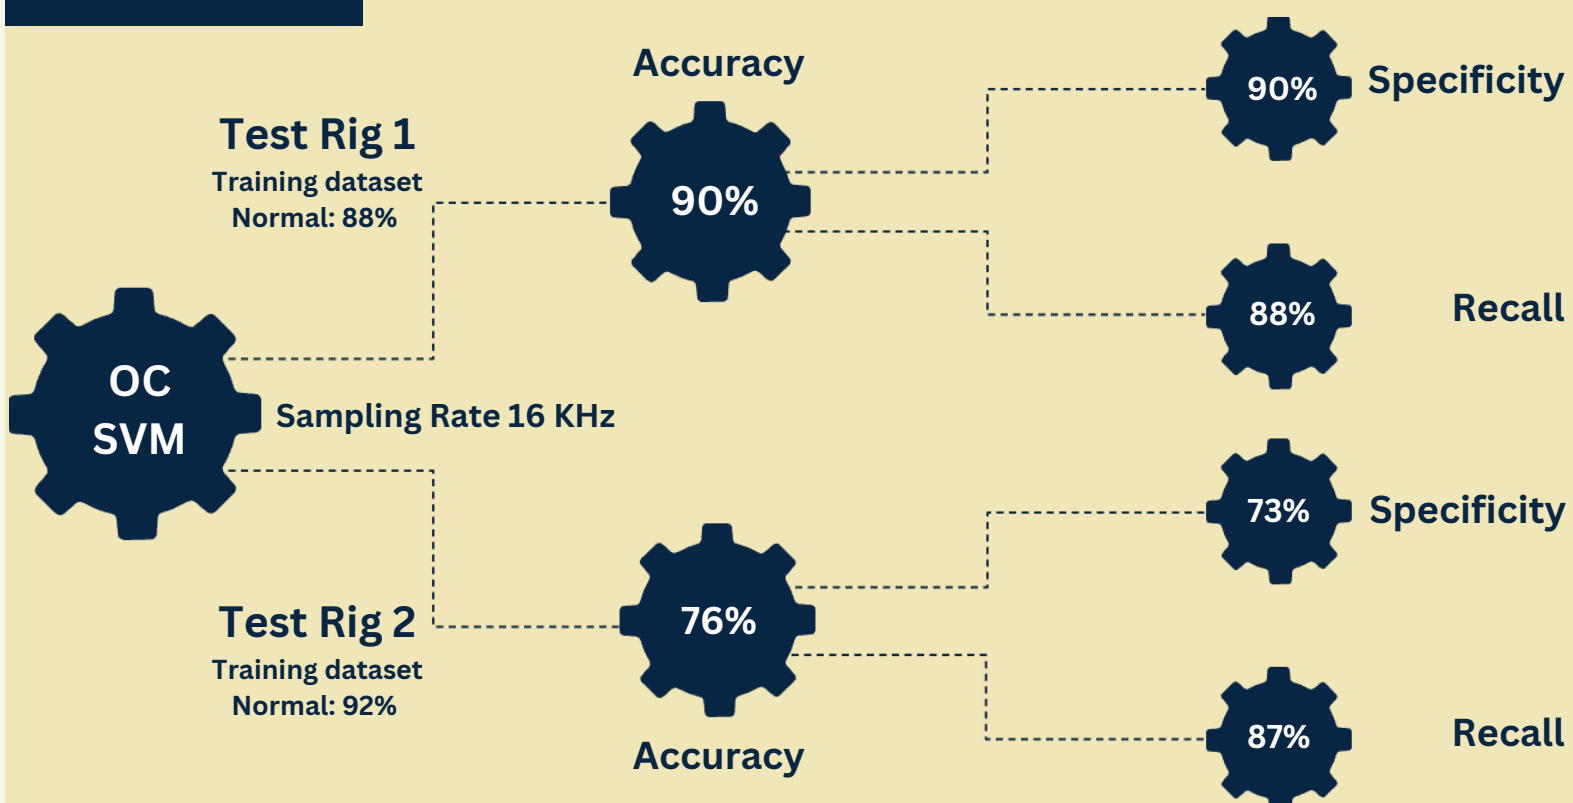 Accuracy
90%
Specificity
Test Rig 1
Training dataset
Normal: 88%
90%
88%
Recall
OC
SVM
Sampling Rate 16 KHz
73%
Specificity
Test Rig 2
Training dataset
Normal: 92%
76%
Accuracy
87%
Recall